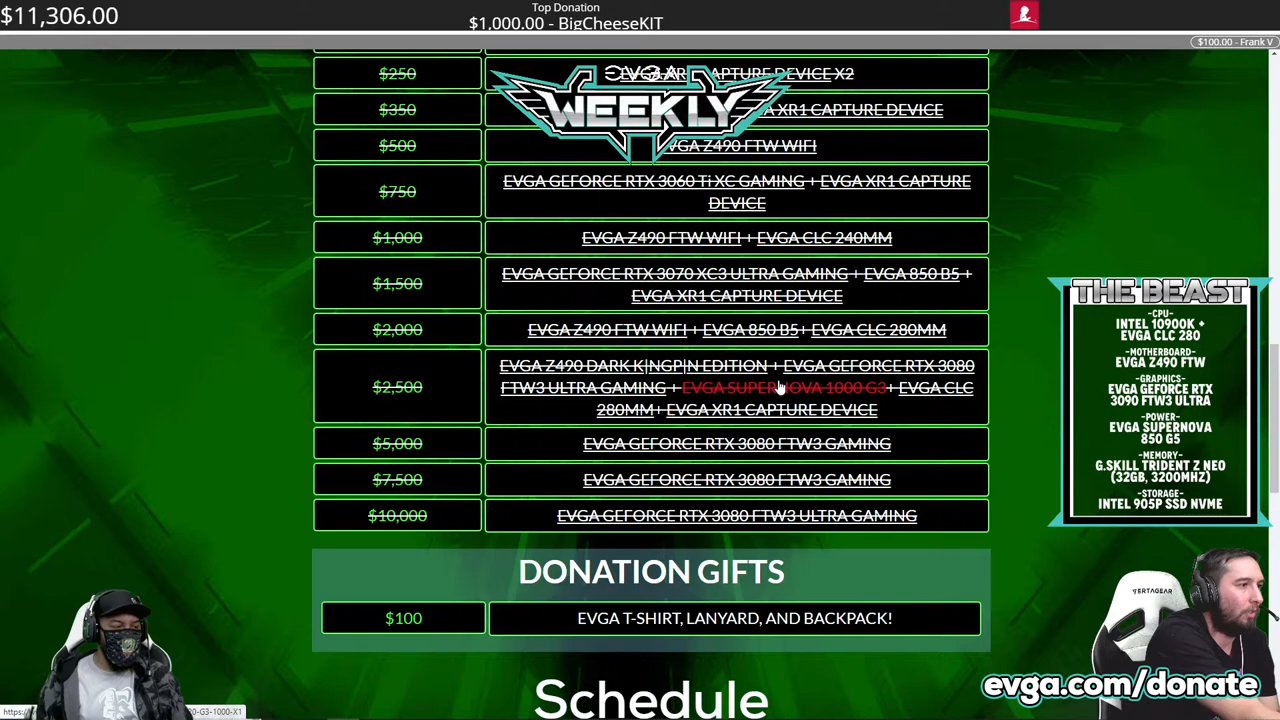 $11,306.00
Top Donation
$1,000.00 - BigCheeseKIT
$100.00 - Frank V
EVGA
WEEKLY
$250
CAPTURE DEVICE X2
$350
XR1 CAPTURE DEVICE
$500
EVGA Z490 FTW WIFI
$750
EVGA GEFORCE RTX 3060 Ti XC GAMING + EVGA XR1 CAPTURE
DEVICE
$1,000
EVGA Z490 FTW WIFI + EVGA CLC 240MM
$1,500
EVGA GEFORCE RTX 3070 XC3 ULTRA GAMING + EVGA 850 B5 +
EVGA XR1 CAPTURE DEVICE
$2,000
EVGA Z490 FTW WIFI + EVGA 850 B5+ EVGA CLC 280MM
$2,500
EVGA Z490 DARK K|NGP|N EDITION + EVGA GEFORCE RTX 3080
FTW3 ULTRA GAMING + EVGA SUPERNOVA 1000 G3+ EVGA CLC
280MM+ EVGA XR1 CAPTURE DEVICE
$5,000
EVGA GEFORCE RTX 3080 FTW3 GAMING
$7,500
EVGA GEFORCE RTX 3080 FTW3 GAMING
$10,000
EVGA GEFORCE RTX 3080 FTW3 ULTRA GAMING
DONATION GIFTS
$100
EVGA T-SHIRT, LANYARD, AND BACKPACK!
Schedule
THE BEAST
-CPU-
INTEL 10900K +
EVGA CLC 280
-MOTHERBOARD-
EVGA Z490 FTW
-GRAPHICS-
EVGA GEFORCE RTX
3090 FTW3 ULTRA
-POWER-
EVGA SUPERNOVA
850 G5
-MEMORY-
G.SKILL TRIDENT Z NEO
(32GB, 3200MHZ)
-STORAGE-
INTEL 905P SSD NVME
VERTAGEAR
evga.com/donate
https:/
0-G3-1000-X1